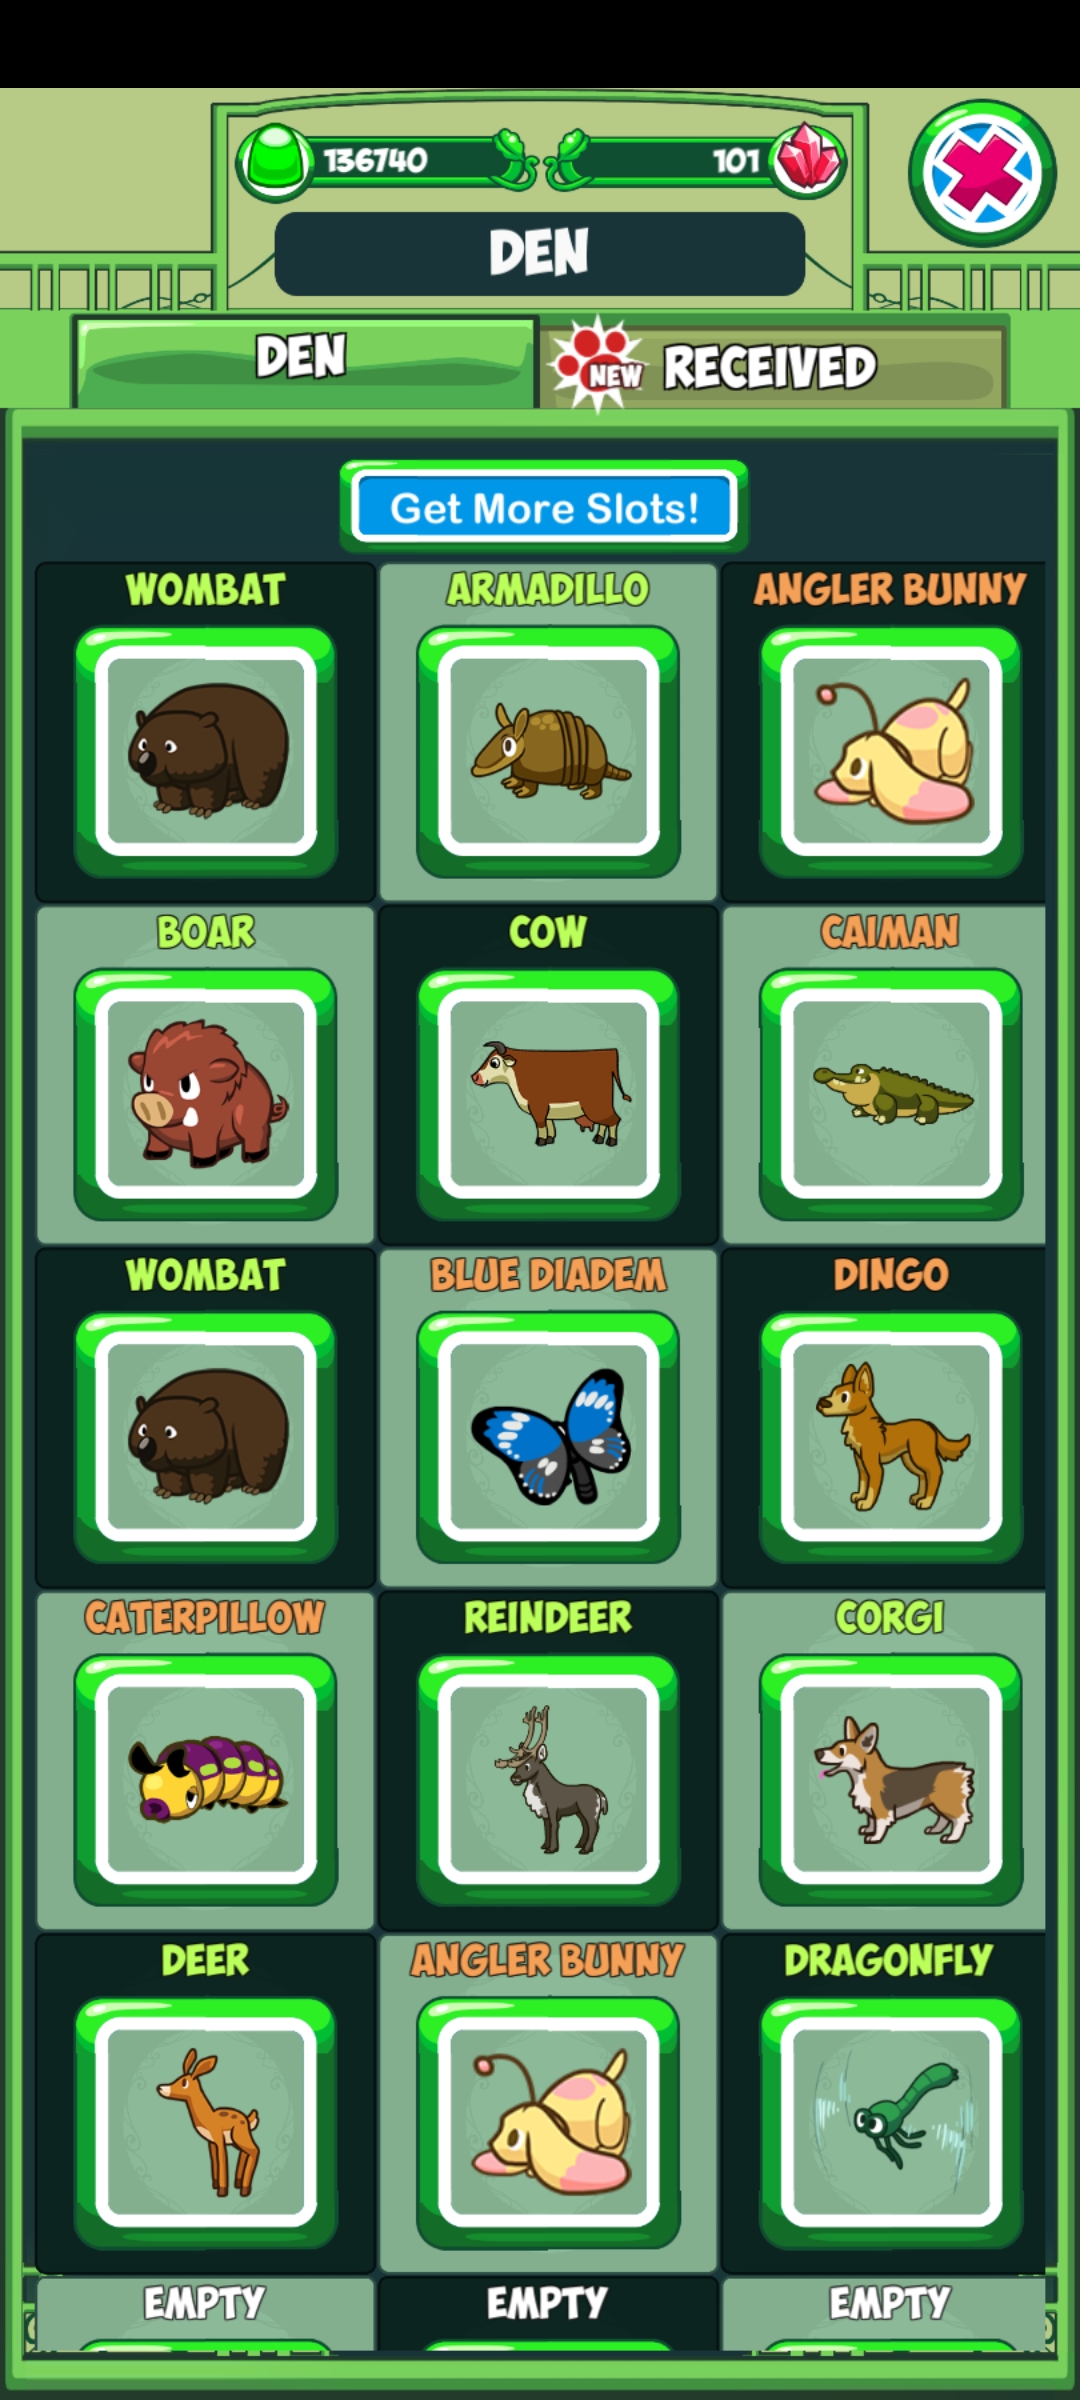 136740
101
DEN
DEN
NEW RECEIVED
Get More Slots!
WOMBAT ARMADILLO ANGLER BUNNY
BOAR COW CAIMAN
WOMBAT BLUE DIADEM DINGO
CATERPILLOW REINDEER CORGI
DEER ANGLER BUNNY DRAGONFLY
EMPTY EMPTY EMPTY